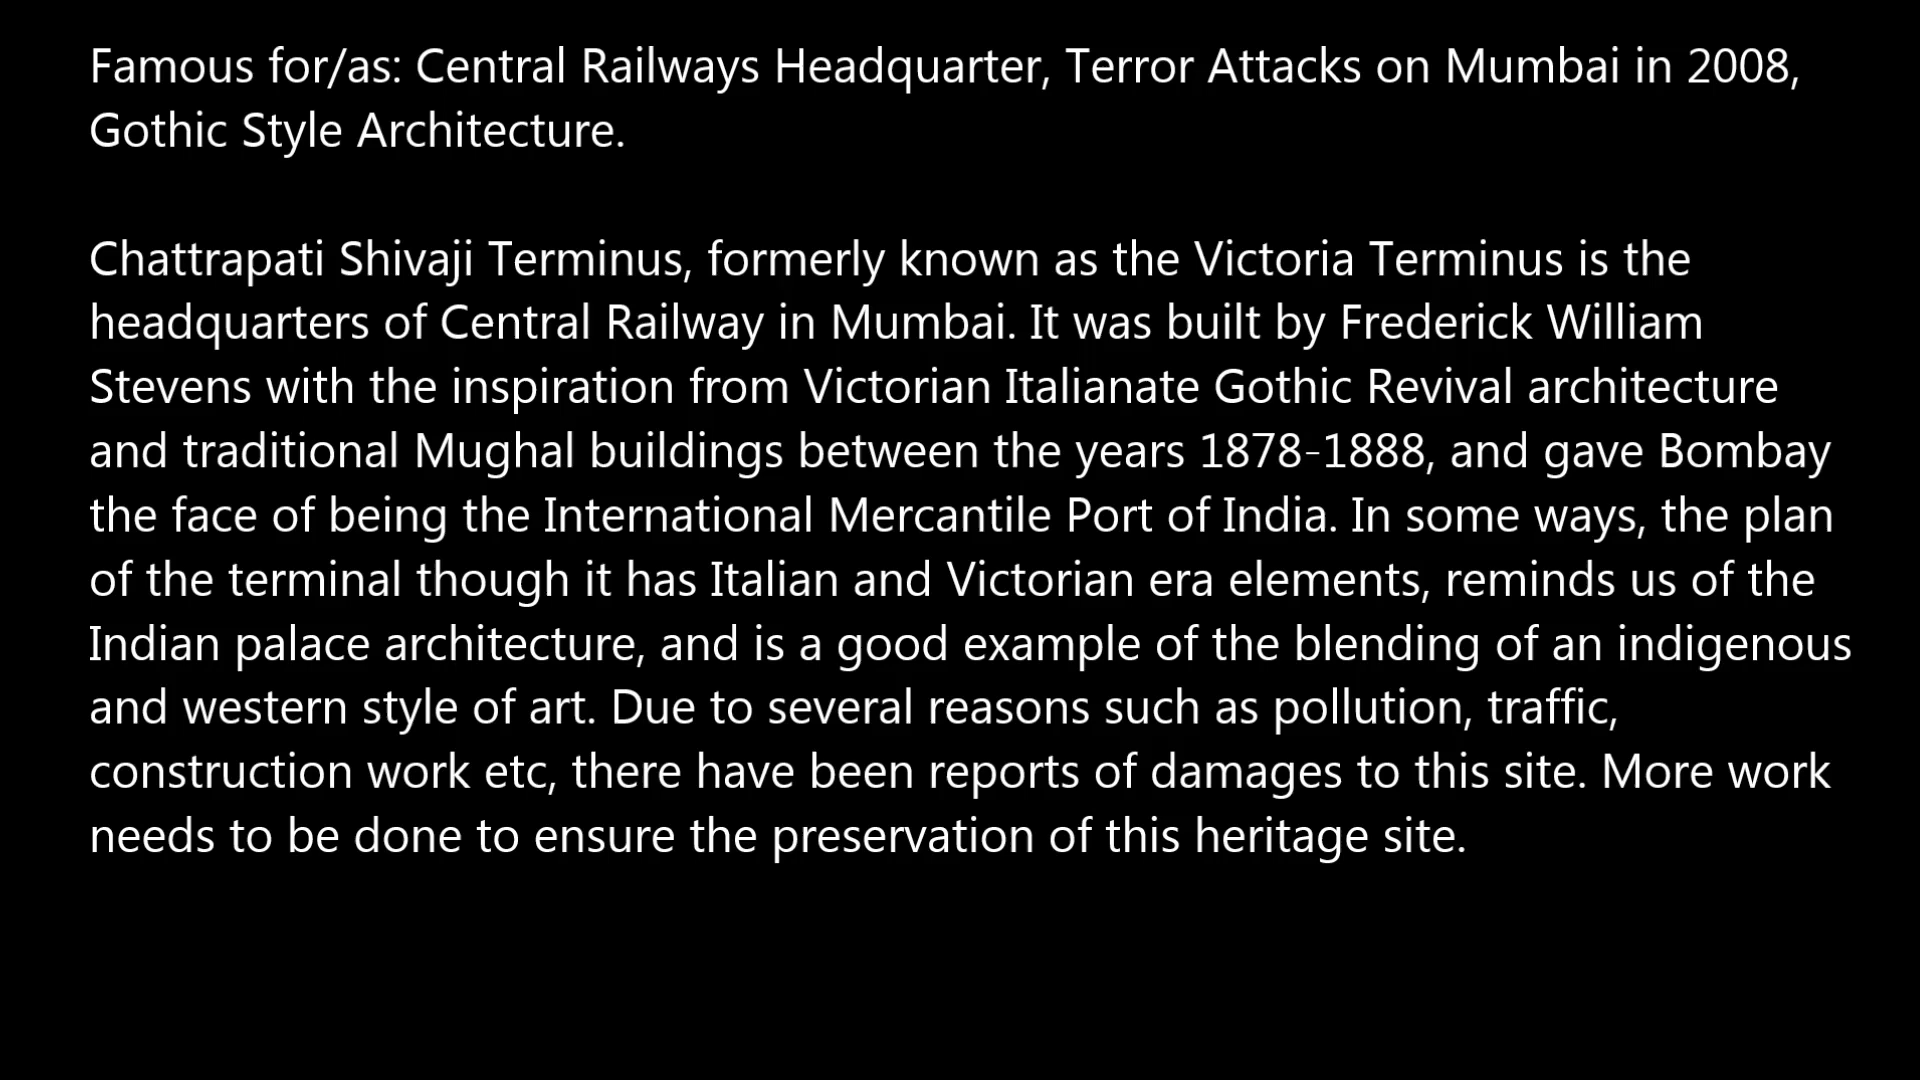 Famous for/as: Central Railways Headquarter, Terror Attacks on Mumbai in 2008,
Gothic Style Architecture.
Chattrapati Shivaji Terminus, formerly known as the Victoria Terminus is the
headquarters of Central Railway in Mumbai. It was built by Frederick William
Stevens with the inspiration from Victorian Italianate Gothic Revival architecture
and traditional Mughal buildings between the years 1878-1888, and gave Bombay
the face of being the International Mercantile Port of India. In some ways, the plan
of the terminal though it has Italian and Victorian era elements, reminds us of the
Indian palace architecture, and is a good example of the blending of an indigenous
and western style of art. Due to several reasons such as pollution, traffic,
construction work etc, there have been reports of damages to this site. More work
needs to be done to ensure the preservation of this heritage site.